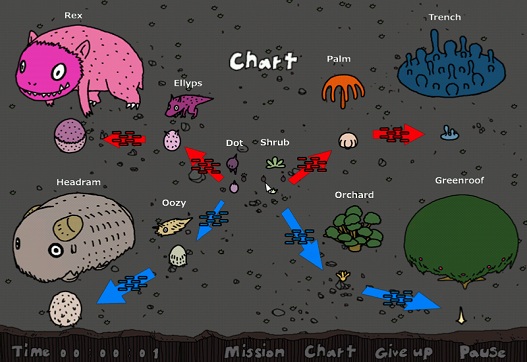 Rex
Trench
Chart
Palm
Ellyps
Dot
Shrub
Headram
Greenroof
Orchard
Oozy
Time 00 00 01
Mission
Chart
Give up
Pause